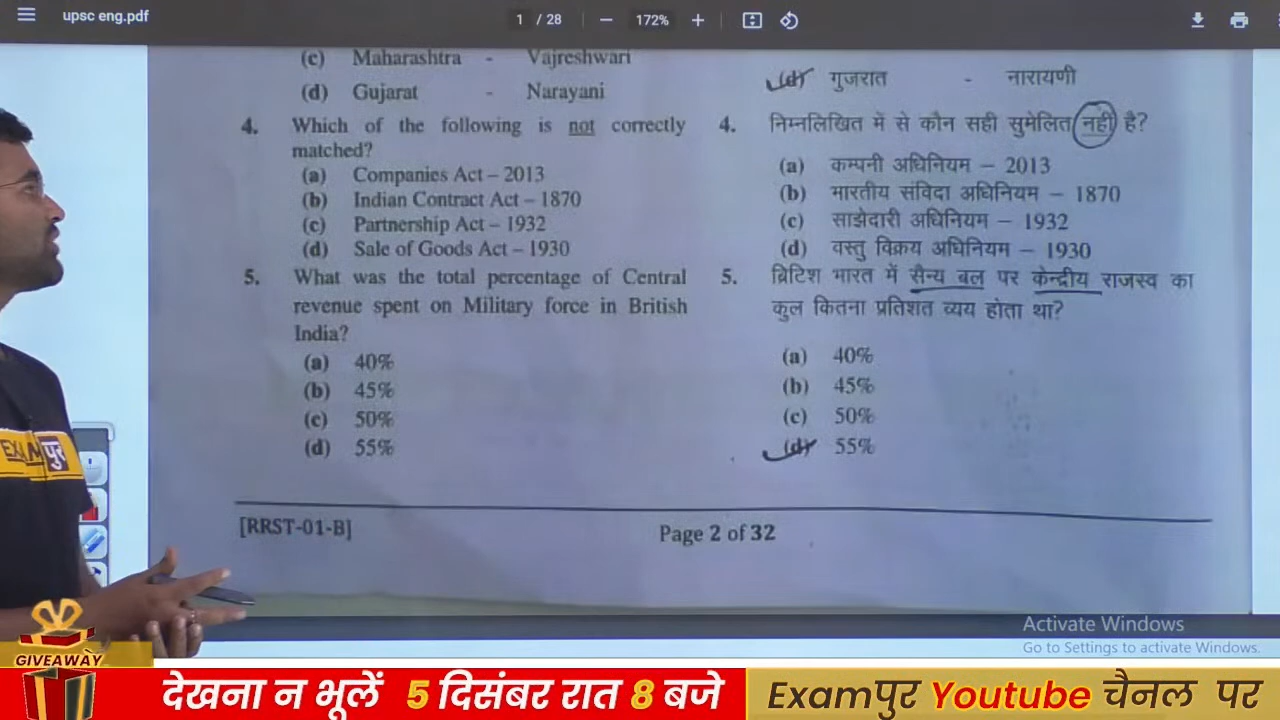 upsc eng.pdf
1 / 28
172%
(c) Maharashtra - Vajreshwari
(d) Gujarat - Narayani
4. Which of the following is not correctly
matched?
(a) Companies Act – 2013
(b) Indian Contract Act – 1870
(c) Partnership Act – 1932
(d) Sale of Goods Act – 1930
5. What was the total percentage of Central
revenue spent on Military force in British
India?
(a) 40%
(b) 45%
(c) 50%
(d) 55%
(d) गुजरात - नारायणी
4. निम्नलिखित में से कौन सही सुमेलित नहीं है?
(a) कम्पनी अधिनियम – 2013
(b) भारतीय संविदा अधिनियम – 1870
(c) साझेदारी अधिनियम – 1932
(d) वस्तु विक्रय अधिनियम – 1930
5. ब्रिटिश भारत में सैन्य बल पर केन्द्रीय राजस्व का
कुल कितना प्रतिशत व्यय होता था?
(a) 40%
(b) 45%
(c) 50%
(d) 55%
[RRST-01-B]
Page 2 of 32
EXAMपुर
Activate Windows
Go to Settings to activate Windows.
GIVEAWAY
देखना न भूलें 5 दिसंबर रात 8 बजे
Examपुर Youtube चैनल पर